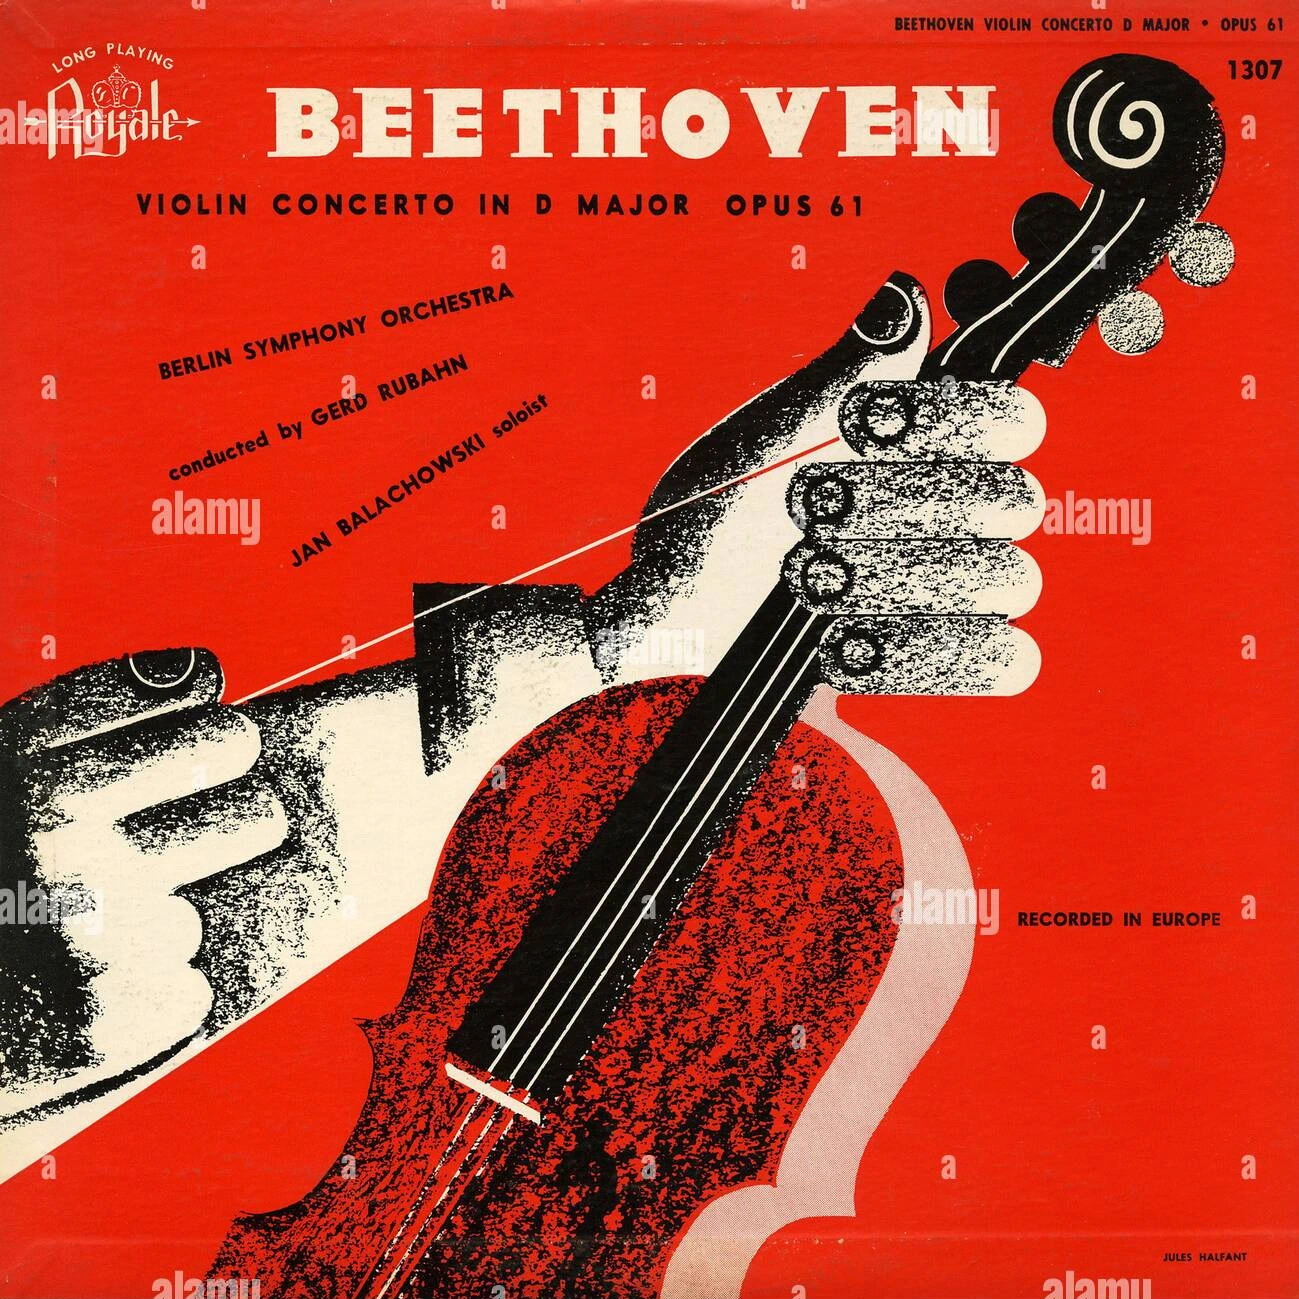 BEETHOVEN VIOLIN CONCERTO D MAJOR • OPUS 61
1307
LONG PLAYING
Royale
BEETHOVEN
VIOLIN CONCERTO IN D MAJOR OPUS 61
BERLIN SYMPHONY ORCHESTRA
conducted by GERD RUBAHN
JAN BALACHOWSKI soloist
RECORDED IN EUROPE
JULES HALFANT
alamy